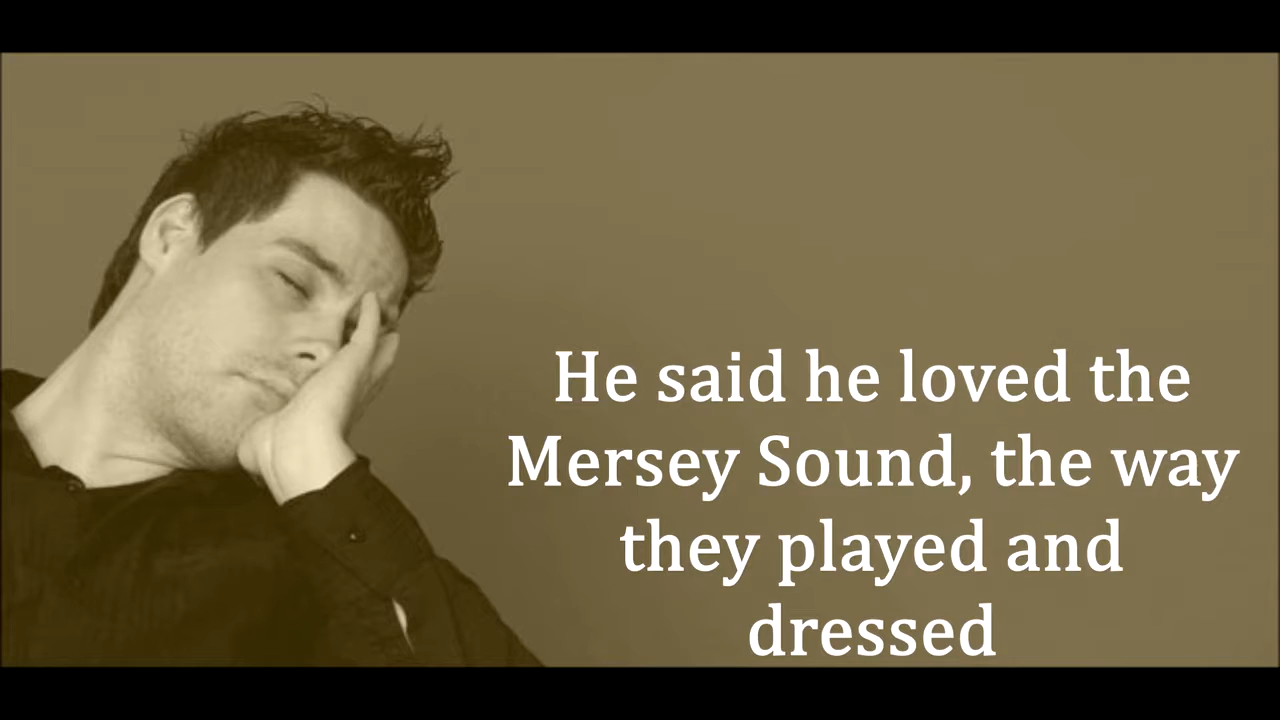 He said he loved the
Mersey Sound, the way
they played and
dressed